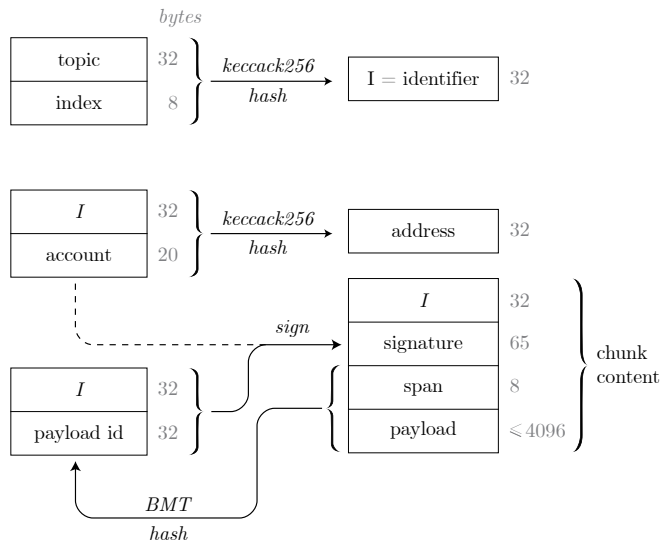 bytes
topic 32
index 8
keccack256
hash
I = identifier 32
I 32
account 20
keccack256
hash
address 32
I 32
signature 65
span 8
payload ⩽4096
chunk
content
sign
I 32
payload id 32
BMT
hash